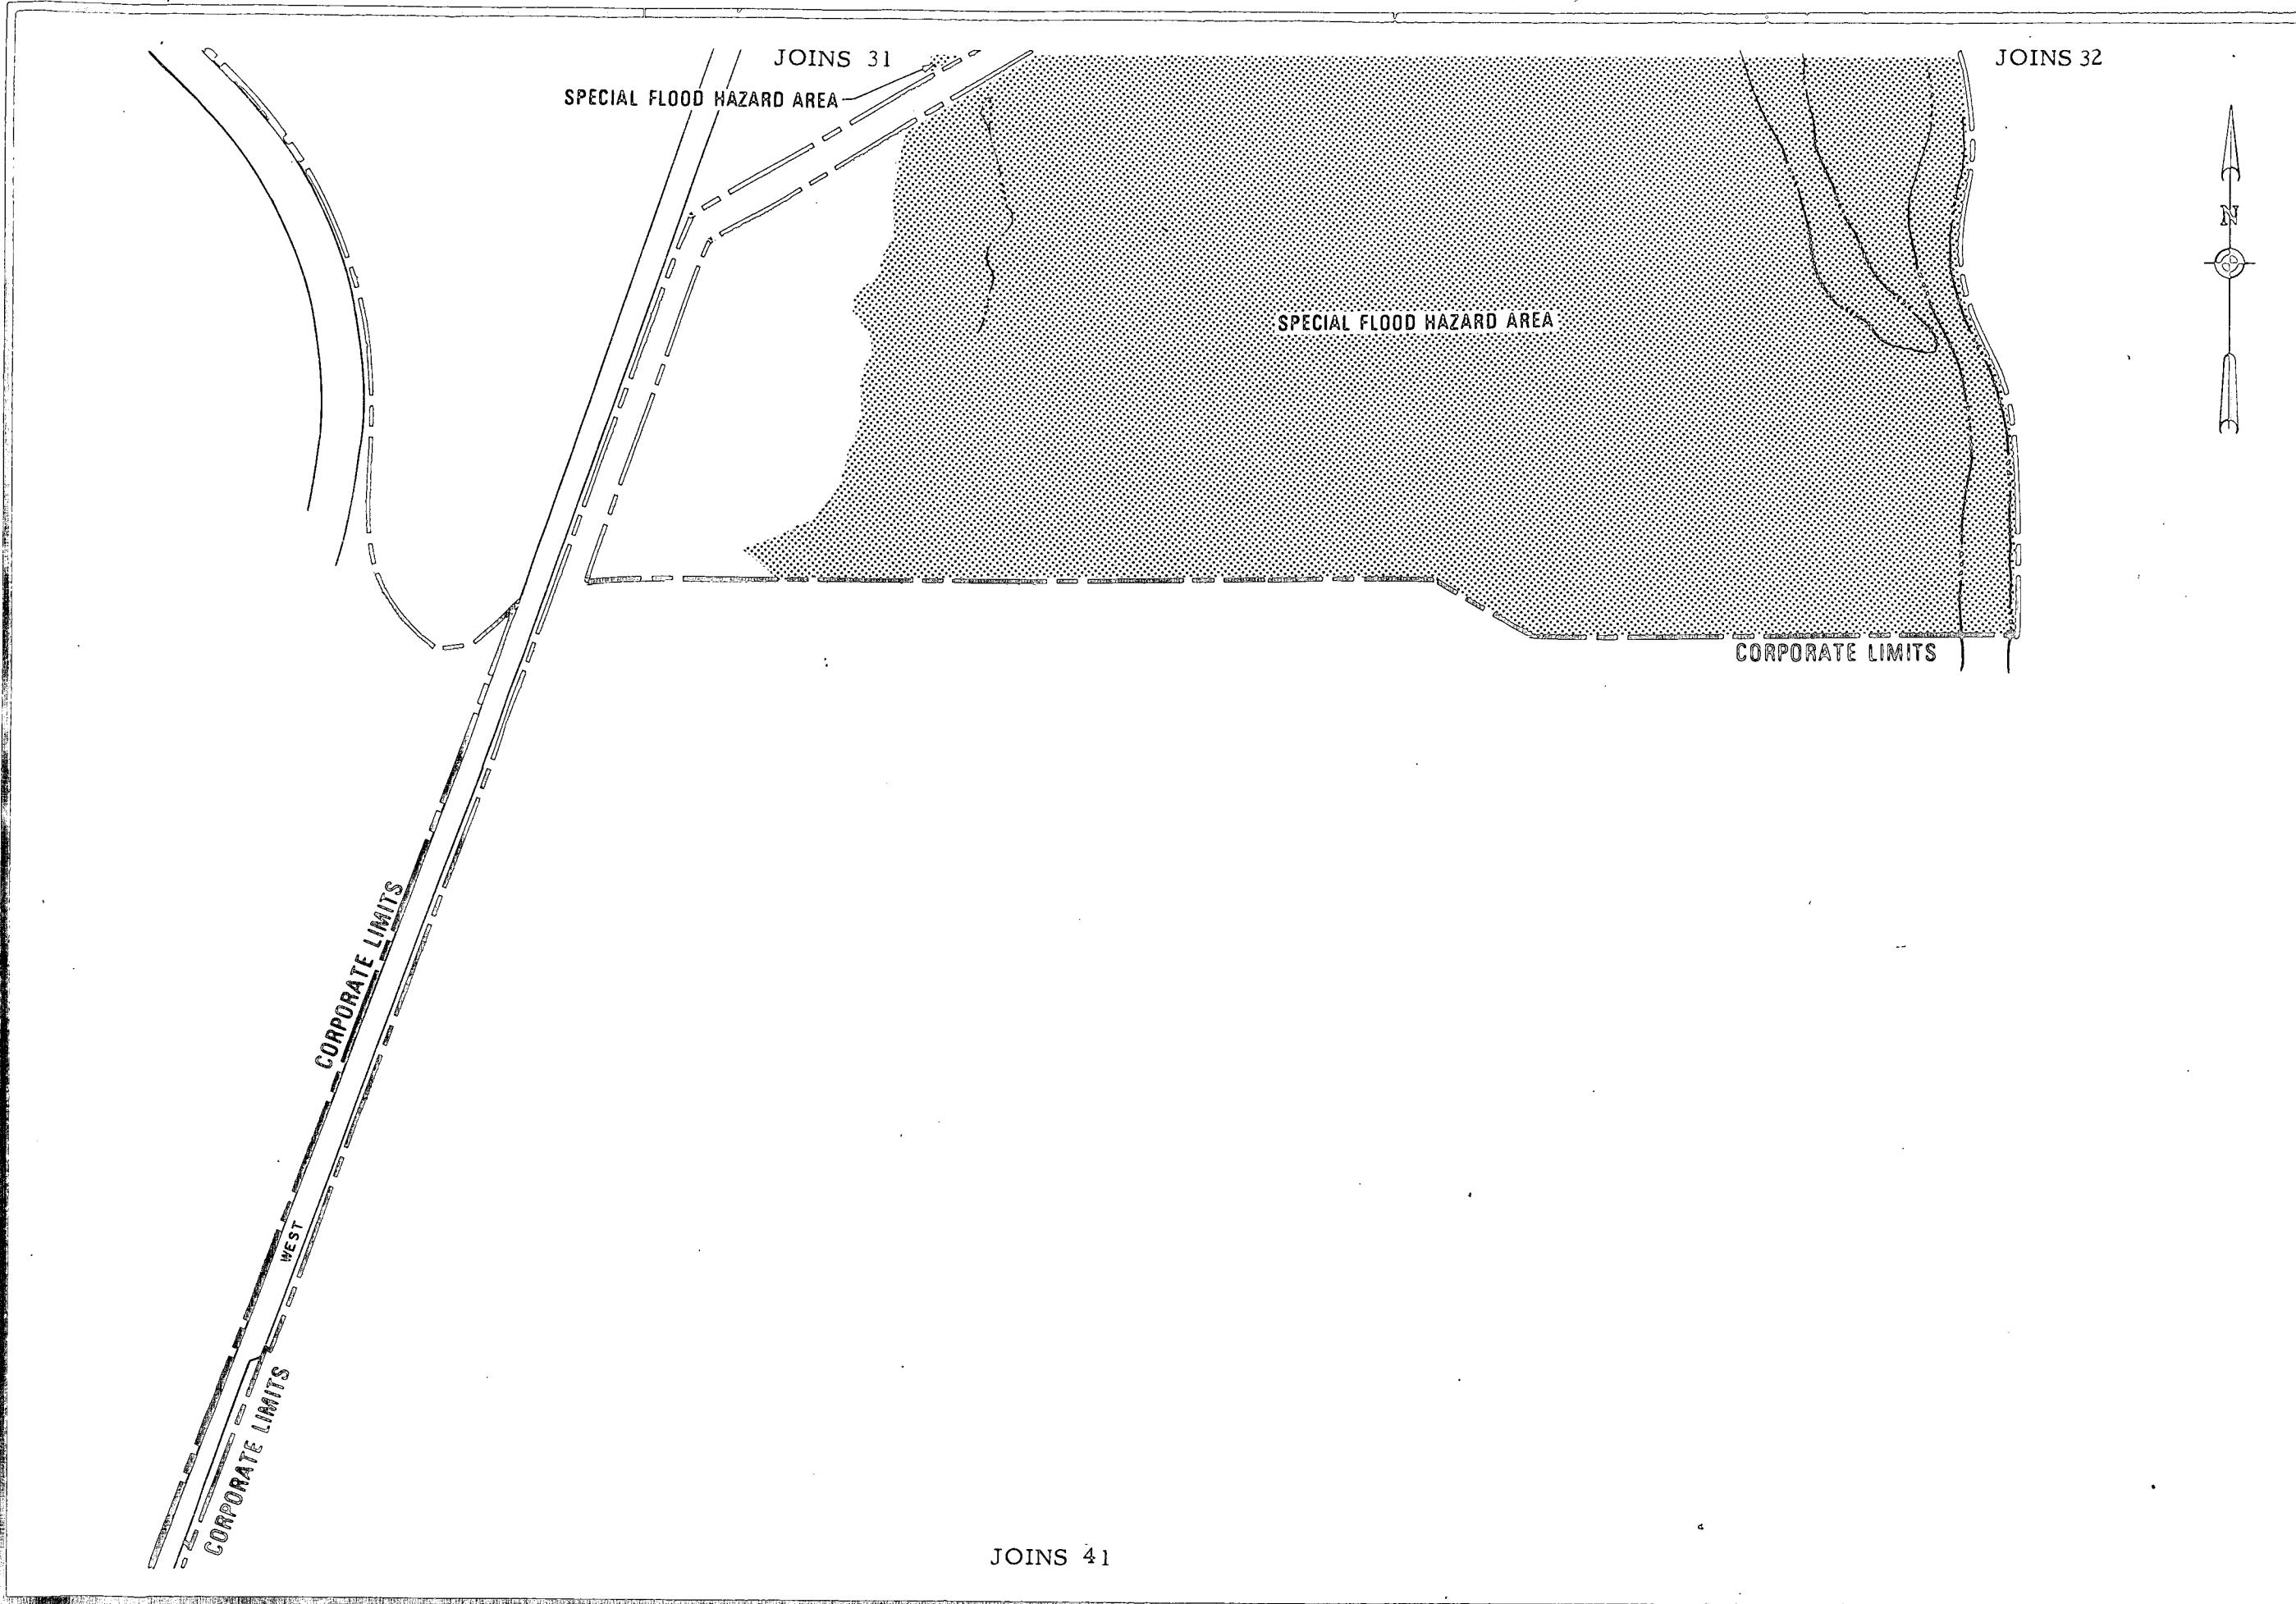 JOINS 31
JOINS 32
SPECIAL FLOOD HAZARD AREA
N
SPECIAL FLOOD HAZARD AREA
CORPORATE LIMITS
CORPORATE LIMITS
WEST
CORPORATE LIMITS
JOINS 41